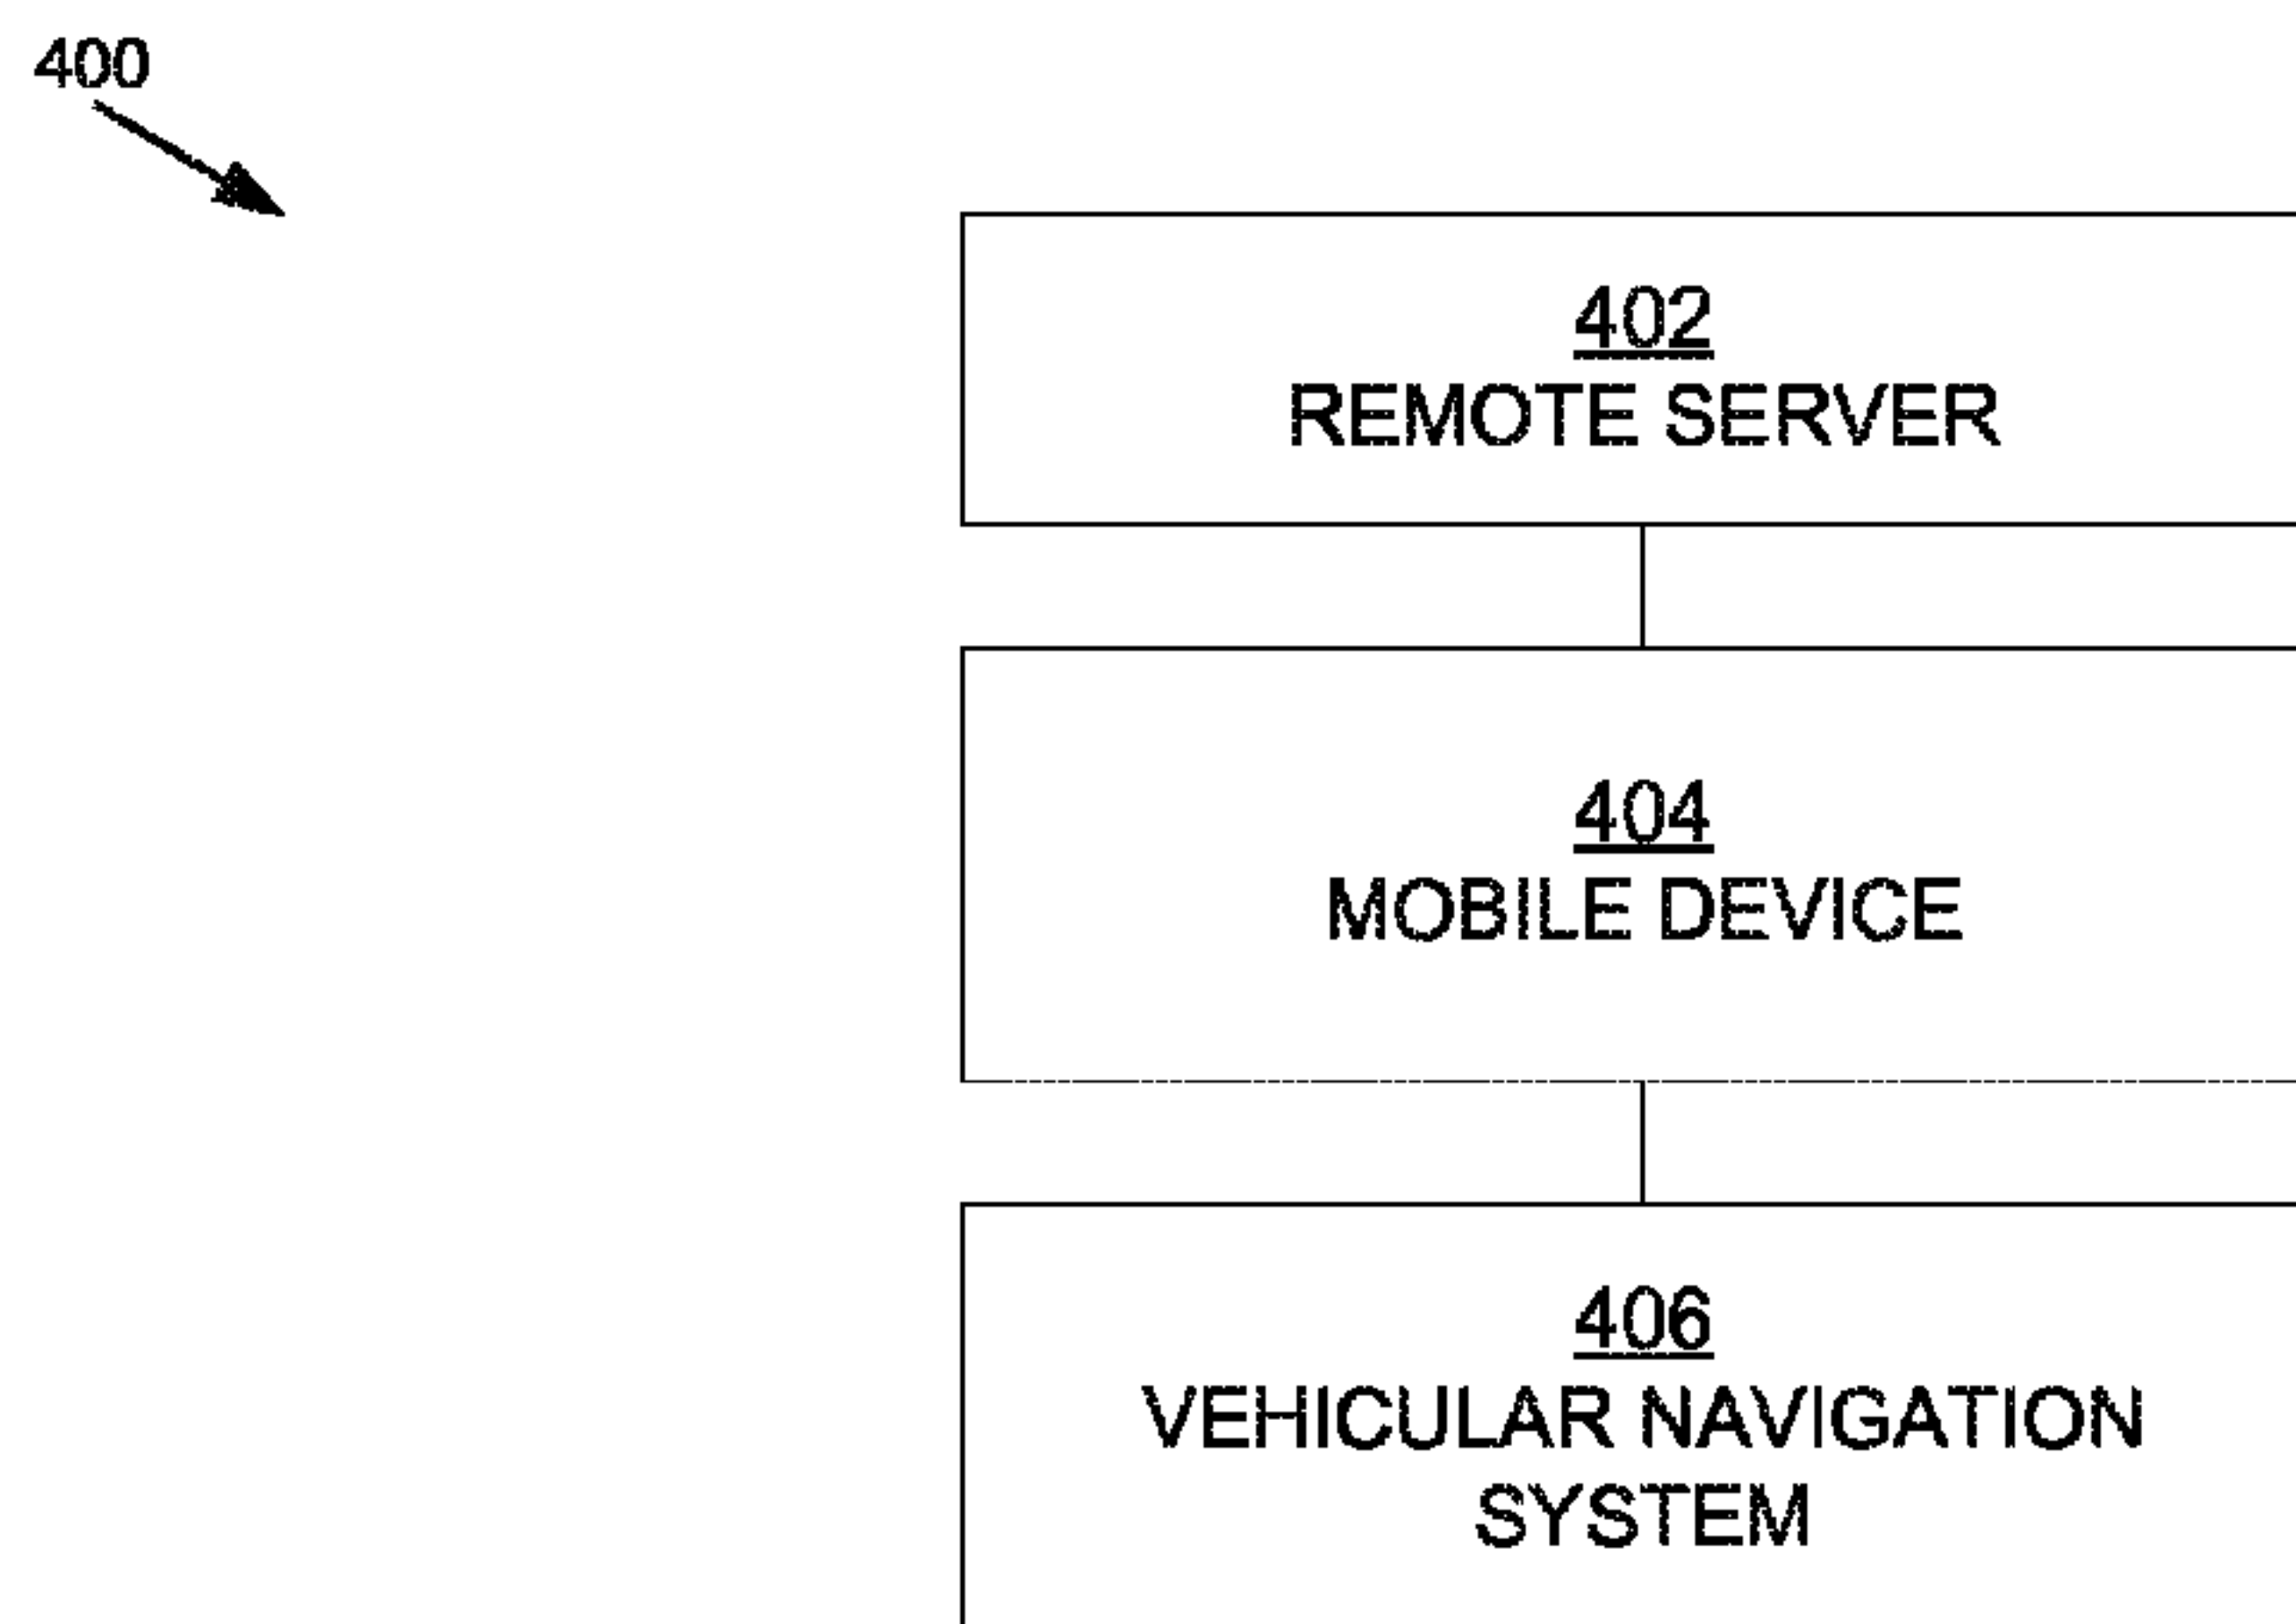 400
402
REMOTE SERVER
404
MOBILE DEVICE
406
VEHICULAR NAVIGATION
SYSTEM